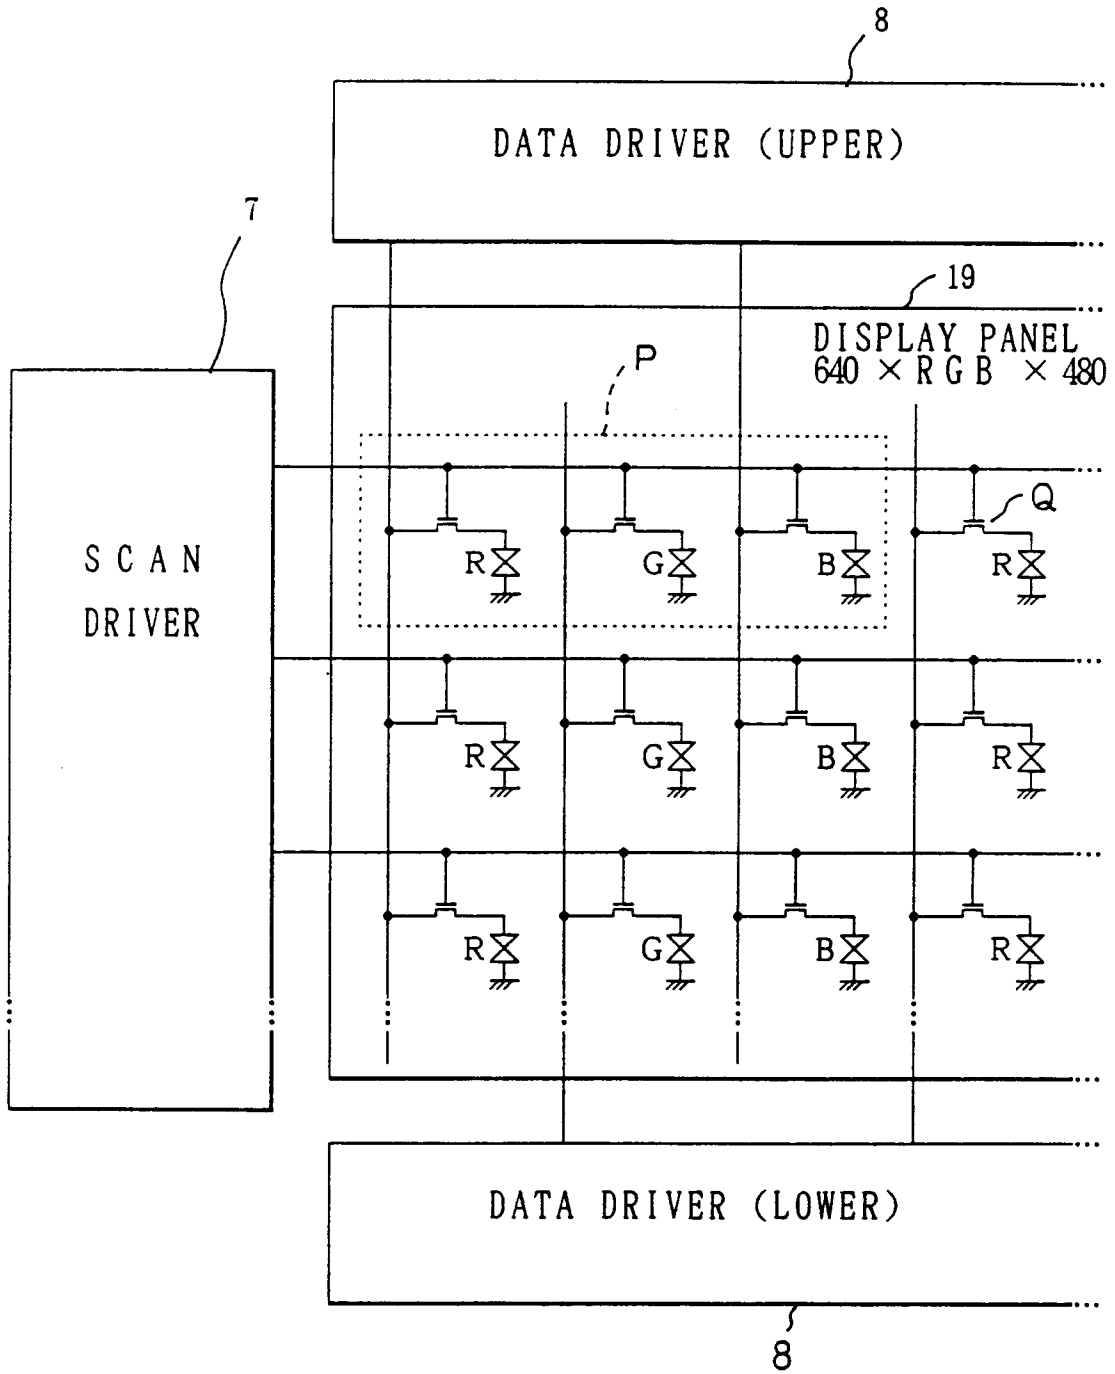 8
DATA DRIVER (UPPER)
7
19
DISPLAY PANEL
640 × RGB × 480
P
Q
SCAN
DRIVER
R G B R
R G B R
R G B R
DATA DRIVER (LOWER)
8